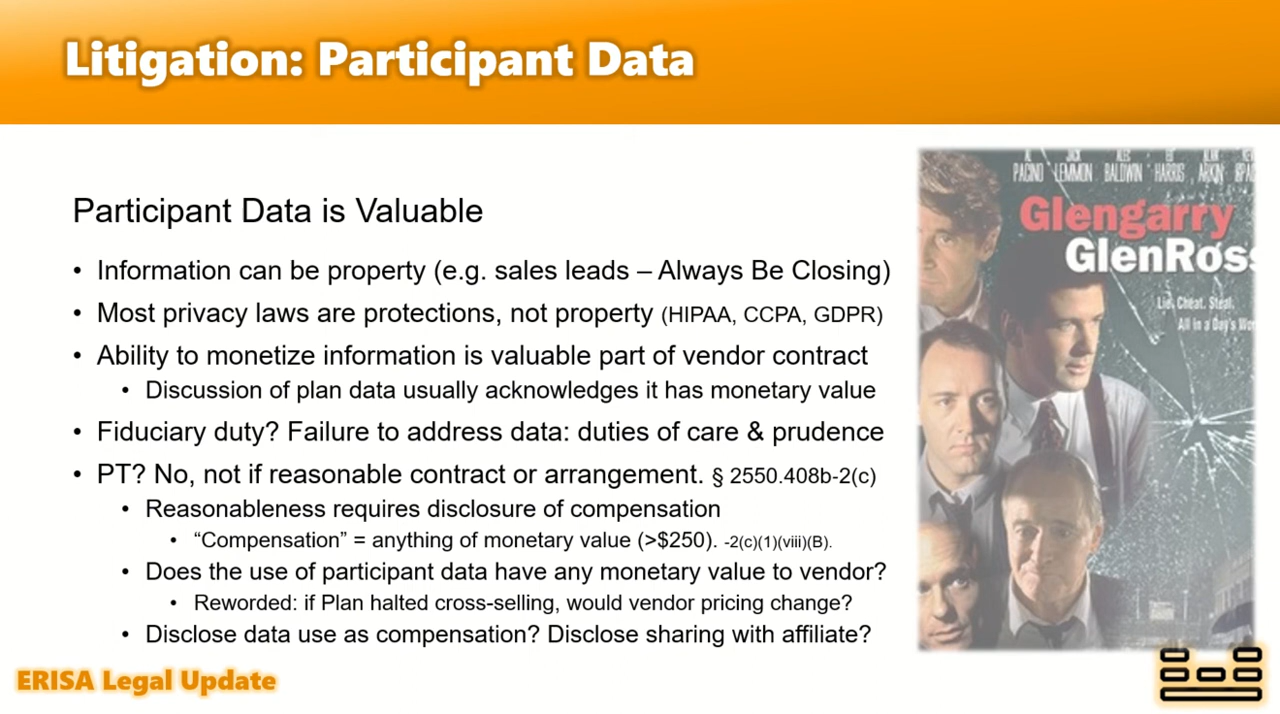 Litigation: Participant Data
Participant Data is Valuable
• Information can be property (e.g. sales leads – Always Be Closing)
• Most privacy laws are protections, not property (HIPAA, CCPA, GDPR)
• Ability to monetize information is valuable part of vendor contract
• Discussion of plan data usually acknowledges it has monetary value
• Fiduciary duty? Failure to address data: duties of care & prudence
• PT? No, not if reasonable contract or arrangement. § 2550.408b-2(c)
• Reasonableness requires disclosure of compensation
• “Compensation” = anything of monetary value (>$250). -2(c)(1)(viii)(B).
• Does the use of participant data have any monetary value to vendor?
• Reworded: if Plan halted cross-selling, would vendor pricing change?
• Disclose data use as compensation? Disclose sharing with affiliate?
PACINO LEMMON BALDWIN HARRIS ARKIN
Glengarry
GlenRoss
Lie. Cheat. Steal.
All in a Day's
ERISA Legal Update